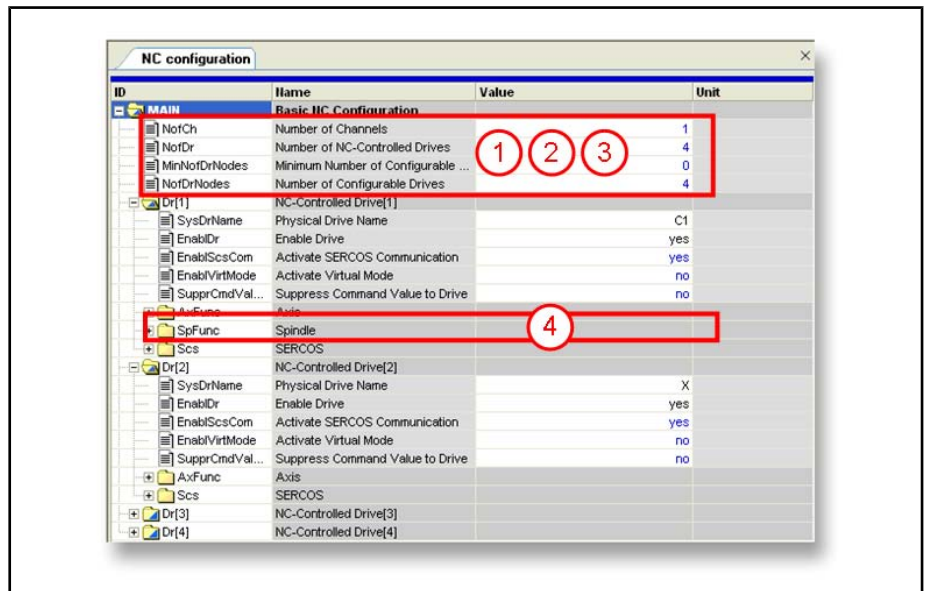 NC configuration ×
ID Name Value Unit
MAIN Basic NC Configuration
NofCh Number of Channels 1
NofDr Number of NC-Controlled Drives 4
MinNofDrNodes Minimum Number of Configurable ... 0
NofDrNodes Number of Configurable Drives 4
1 2 3
Dr[1] NC-Controlled Drive[1]
SysDrName Physical Drive Name C1
EnablDr Enable Drive yes
EnablScsCom Activate SERCOS Communication yes
EnablVirtMode Activate Virtual Mode no
SupprCmdVal... Suppress Command Value to Drive no
AxFunc Axis
SpFunc Spindle 4
Scs SERCOS
Dr[2] NC-Controlled Drive[2]
SysDrName Physical Drive Name X
EnablDr Enable Drive yes
EnablScsCom Activate SERCOS Communication yes
EnablVirtMode Activate Virtual Mode no
SupprCmdVal... Suppress Command Value to Drive no
AxFunc Axis
Scs SERCOS
Dr[3] NC-Controlled Drive[3]
Dr[4] NC-Controlled Drive[4]